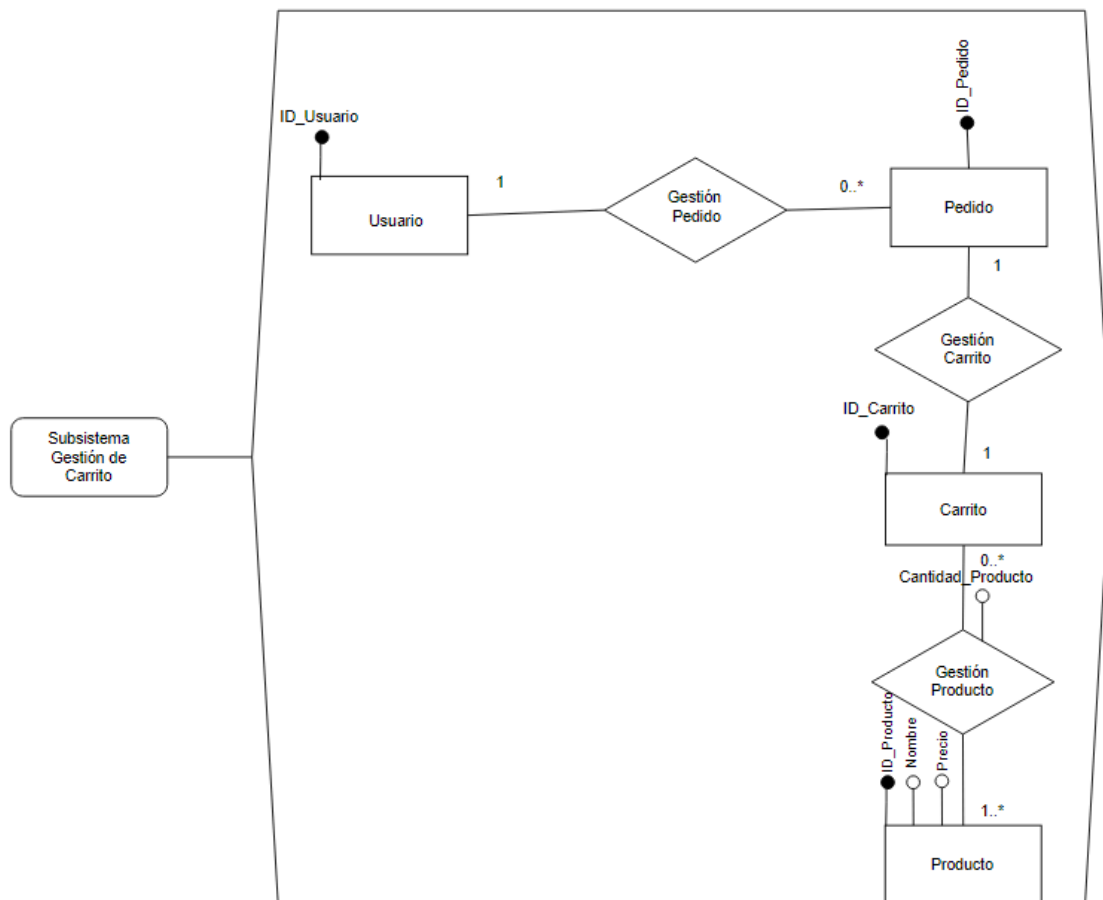 ID_Pedido
ID_Usuario
Usuario
1
Gestión
Pedido
0..*
Pedido
1
Gestión
Carrito
Subsistema
Gestión de
Carrito
ID_Carrito
1
Carrito
0..*
Cantidad_Producto
Gestión
Producto
ID_Producto
Nombre
Precio
1..*
Producto